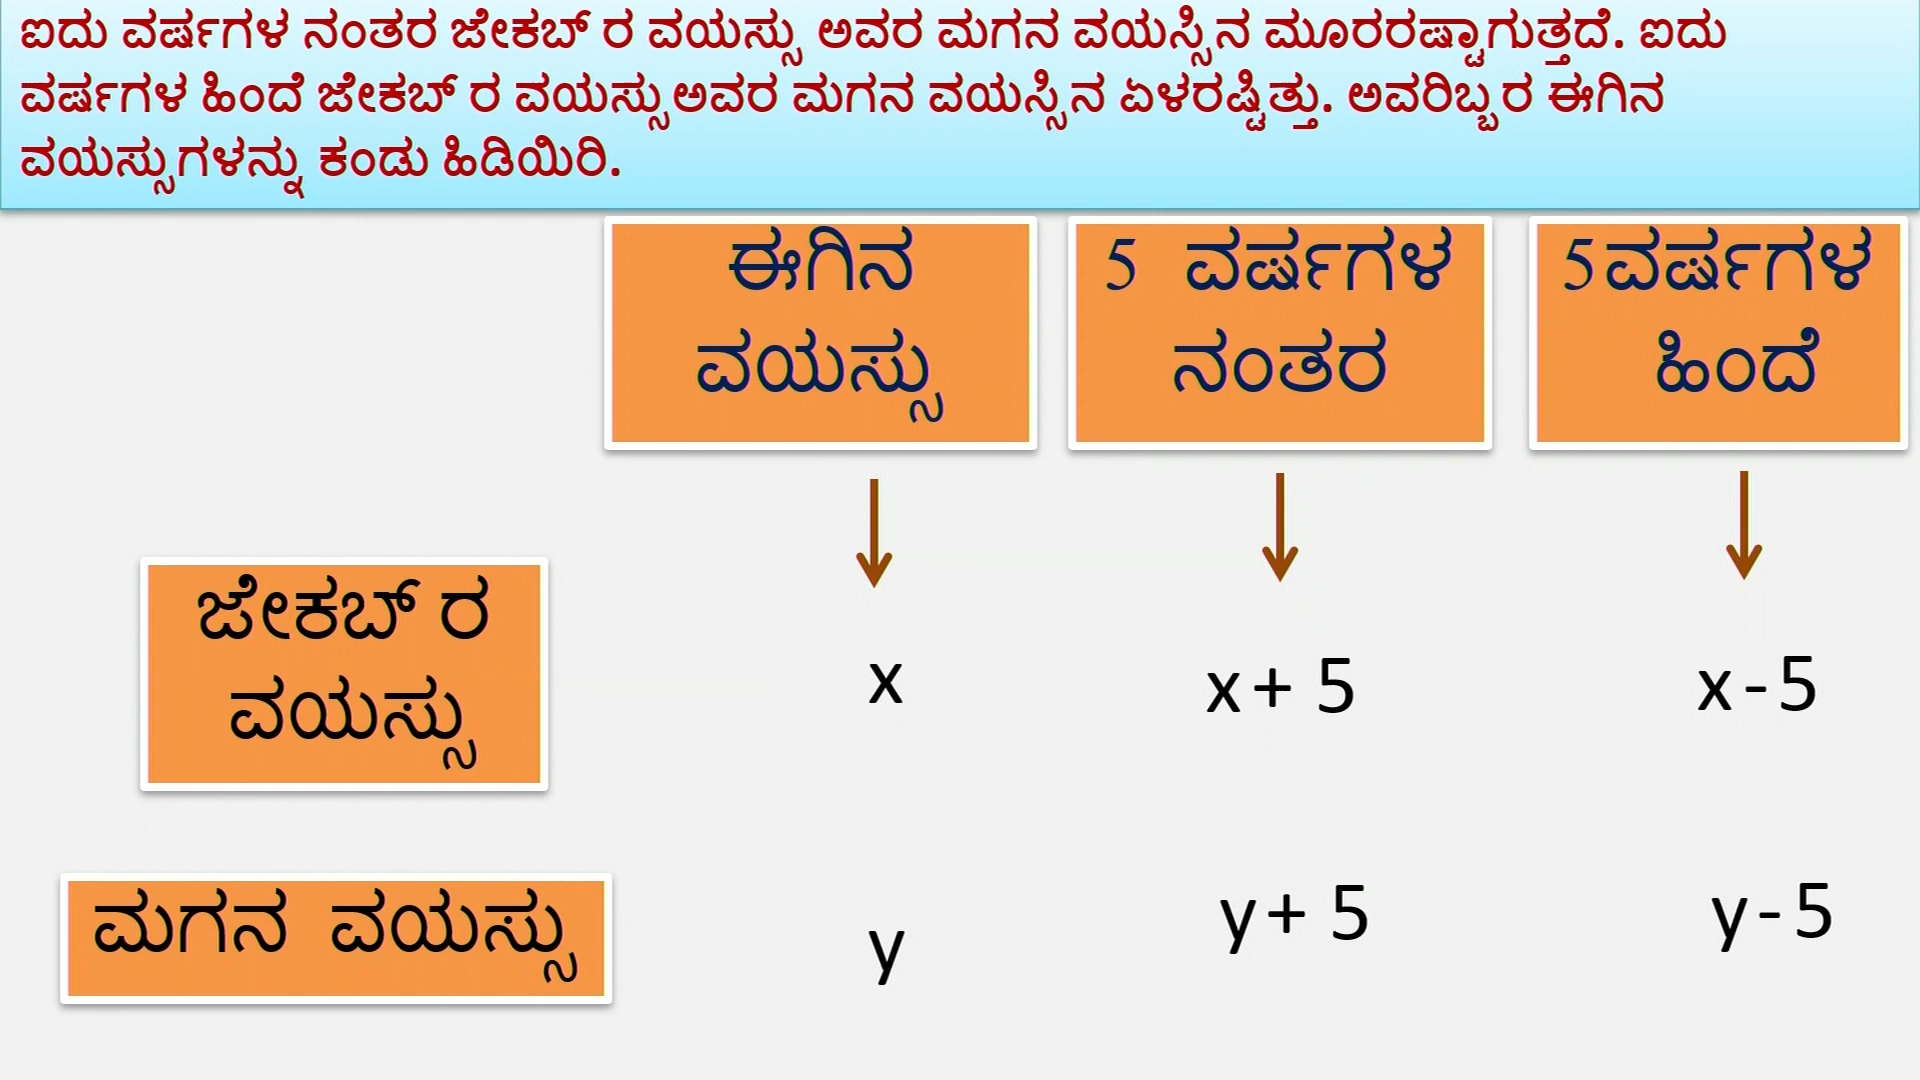 ಐದು ವರ್ಷಗಳ ನಂತರ ಜೇಕಬ್ ರ ವಯಸ್ಸು ಅವರ ಮಗನ ವಯಸ್ಸಿನ ಮೂರರಷ್ಟಾಗುತ್ತದೆ. ಐದು
ವರ್ಷಗಳ ಹಿಂದೆ ಜೇಕಬ್ ರ ವಯಸ್ಸು ಅವರ ಮಗನ ವಯಸ್ಸಿನ ಏಳರಷ್ಟಿತ್ತು. ಅವರಿಬ್ಬರ ಈಗಿನ
ವಯಸ್ಸುಗಳನ್ನು ಕಂಡು ಹಿಡಿಯಿರಿ.
ಈಗಿನ
ವಯಸ್ಸು
5 ವರ್ಷಗಳ
ನಂತರ
5ವರ್ಷಗಳ
ಹಿಂದೆ
ಜೇಕಬ್ ರ
ವಯಸ್ಸು
x
x + 5
x - 5
ಮಗನ ವಯಸ್ಸು
y
y + 5
y - 5